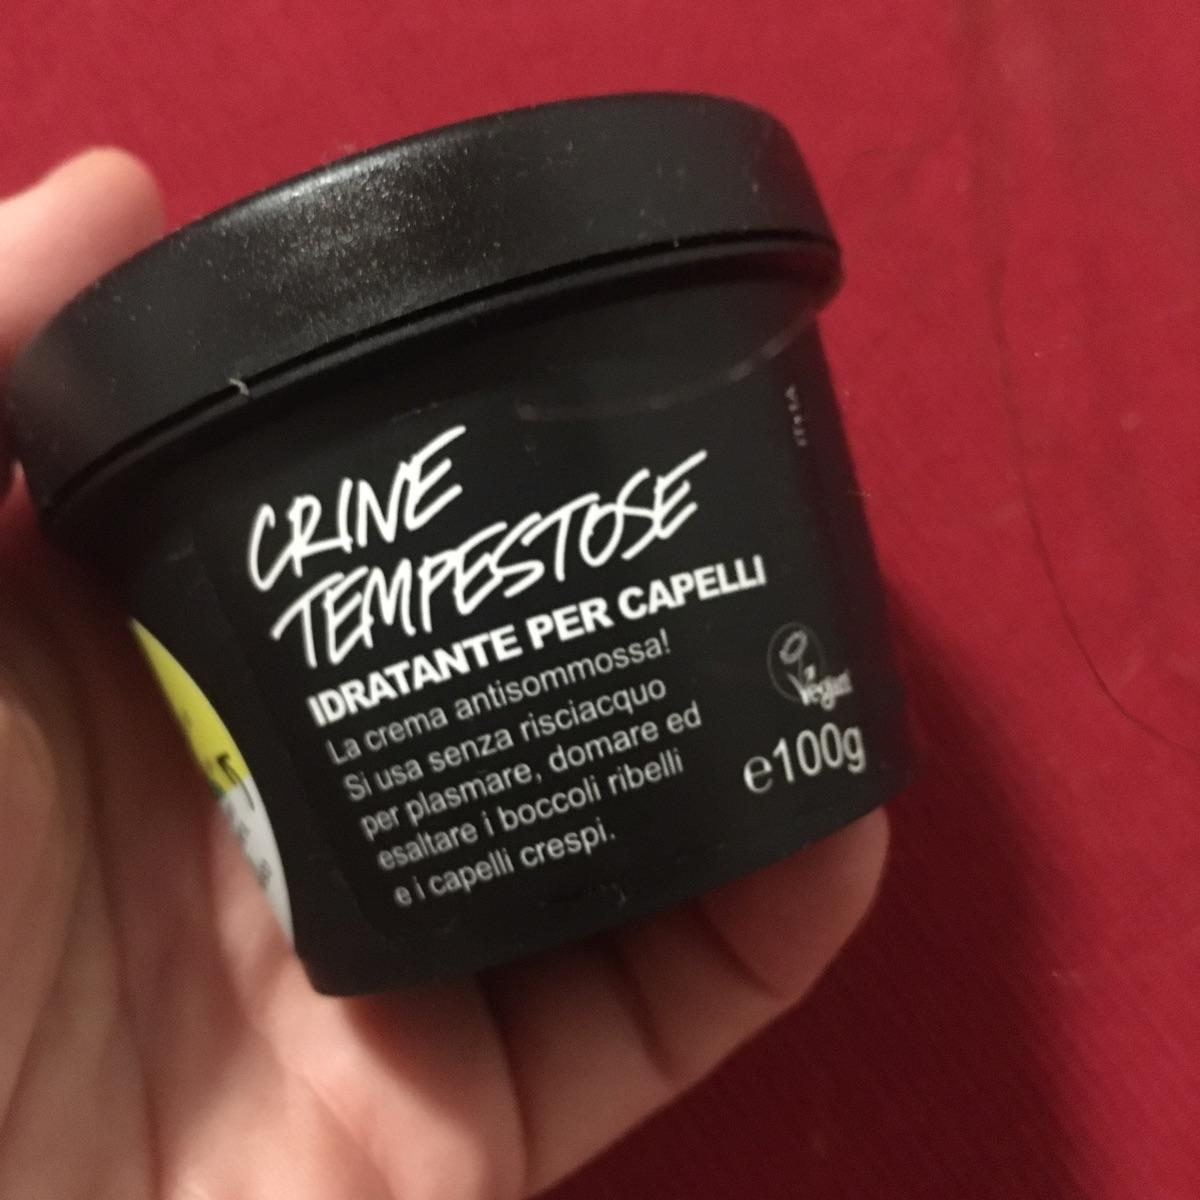 CRINE
TEMPESTOSE
IDRATANTE PER CAPELLI
La crema antisommossa!
Si usa senza risciacquo
per plasmare, domare ed
esaltare i boccoli ribelli
e i capelli crespi.
Vegan
e100g